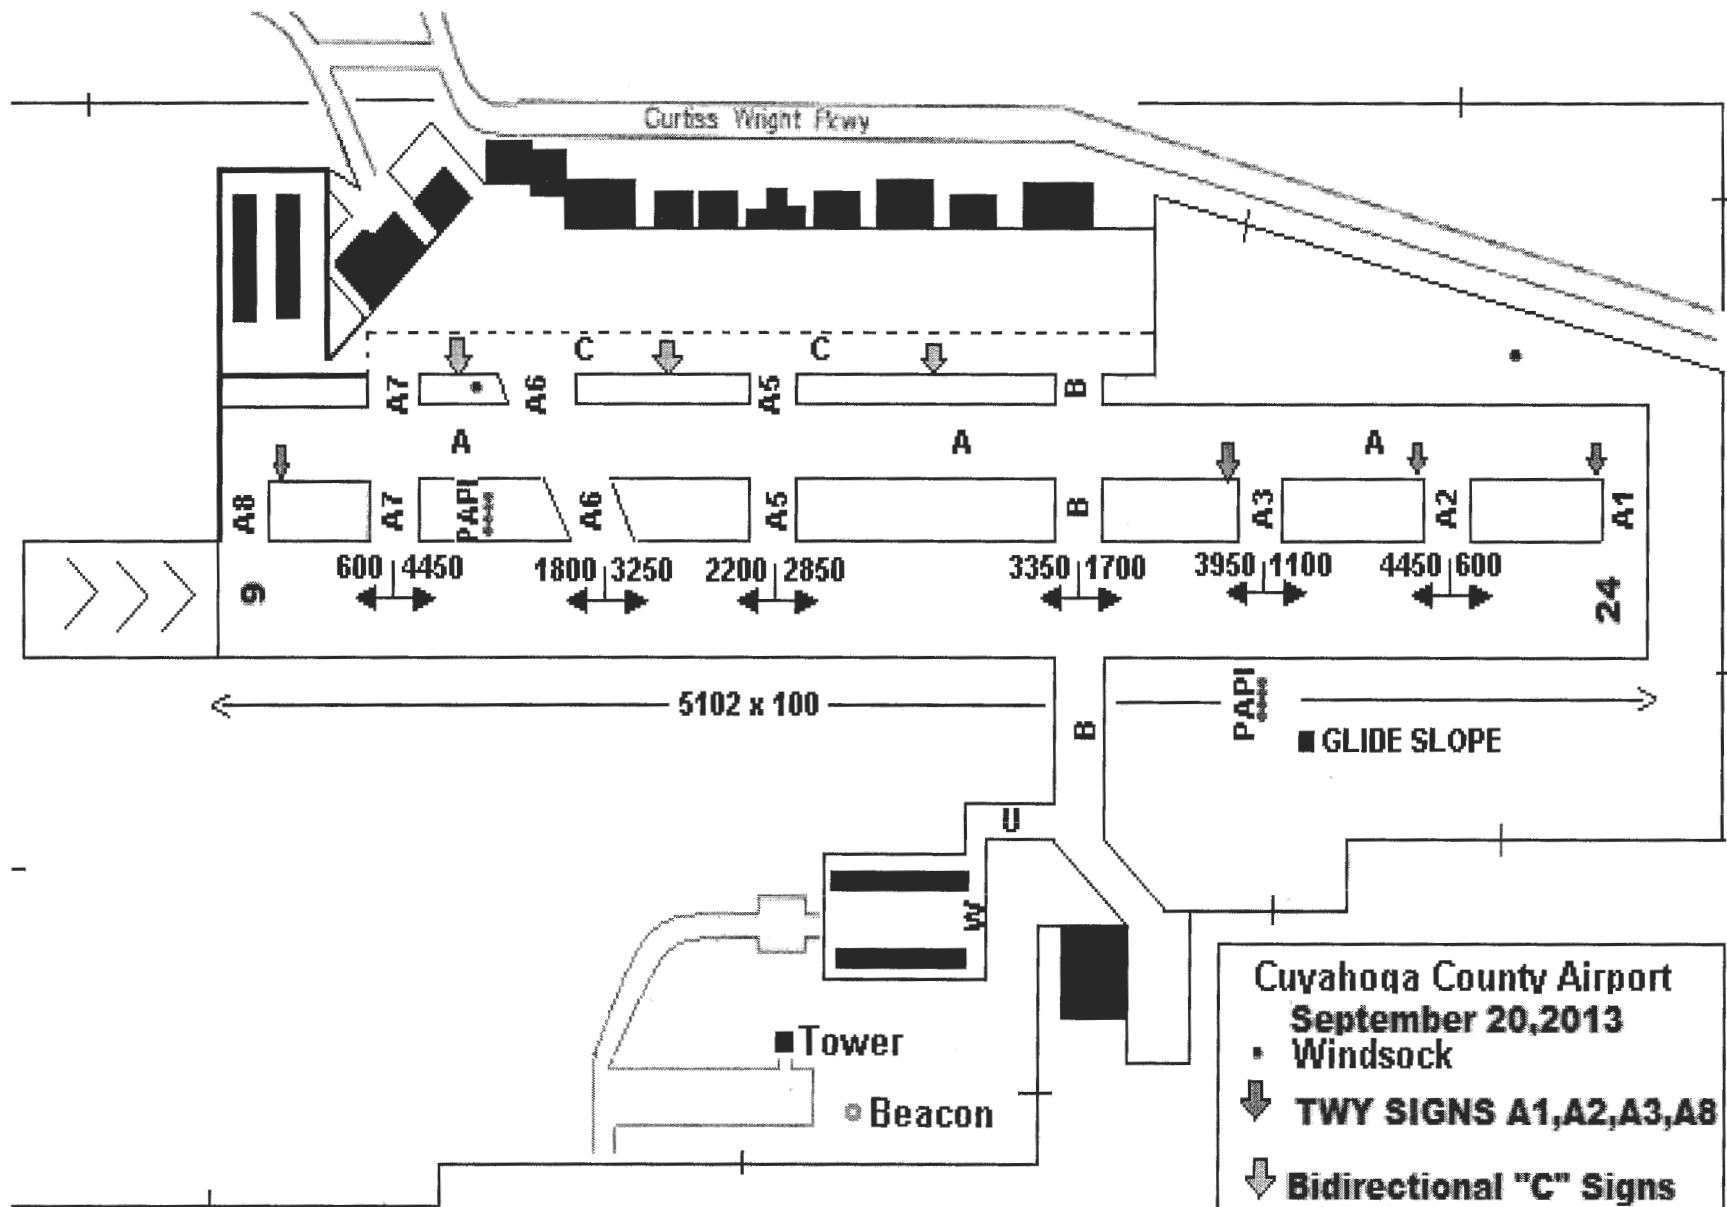 Curtiss Wright Pkwy
C C
A7 A6 A5 B
A A A
A8 A7 PAPI A6 A5 B A3 A2 A1
600 4450 1800 3250 2200 2850 3350 1700 3950 1100 4450 600
9 24
5102 x 100
B PAPI
GLIDE SLOPE
U
W
Tower
Beacon
Cuyahoga County Airport
September 20,2013
Windsock
TWY SIGNS A1,A2,A3,A8
Bidirectional "C" Signs